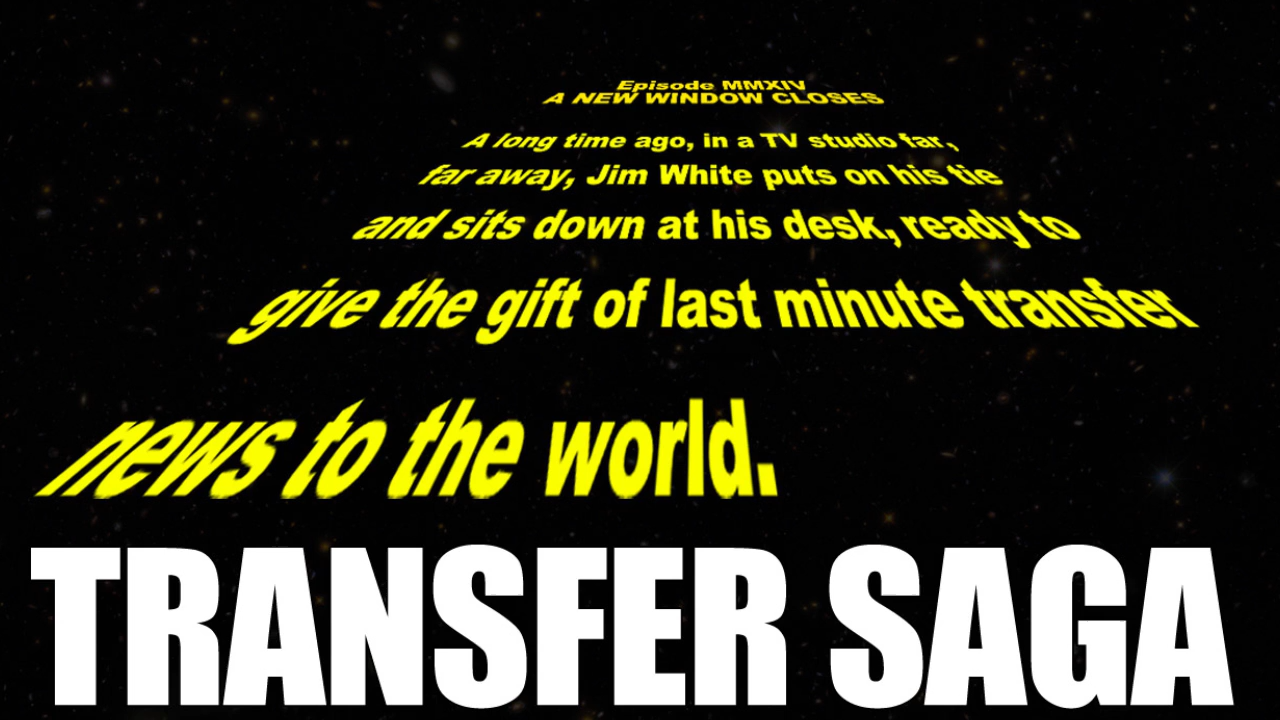 Episode MMXIV
A NEW WINDOW CLOSES
A long time ago, in a TV studio far,
far away, Jim White puts on his tie
and sits down at his desk, ready to
give the gift of last minute transfer
news to the world.
TRANSFER SAGA